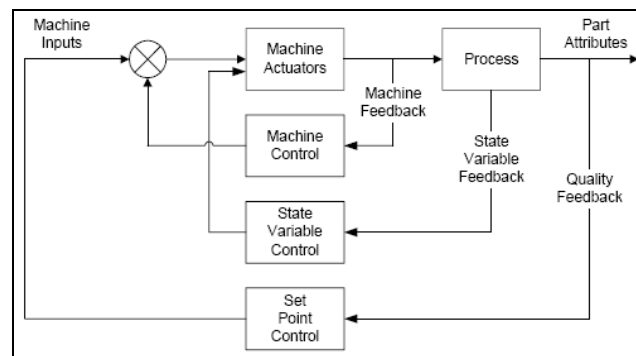 Machine
Inputs
Machine
Actuators
Process
Part
Attributes
Machine
Feedback
Machine
Control
State
Variable
Feedback
Quality
Feedback
State
Variable
Control
Set
Point
Control